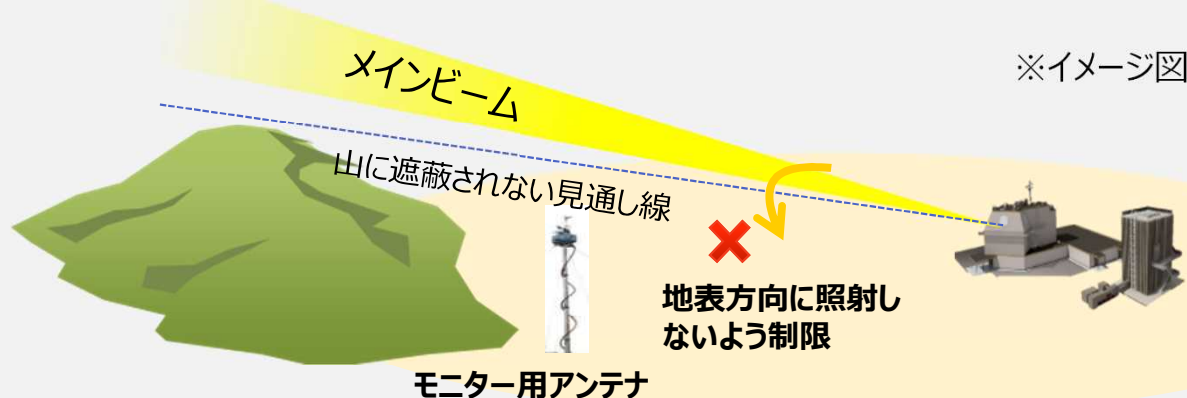 ※イメージ図
メインビーム
山に遮蔽されない見通し線
地表方向に照射し
ないよう制限
モニター用アンテナ